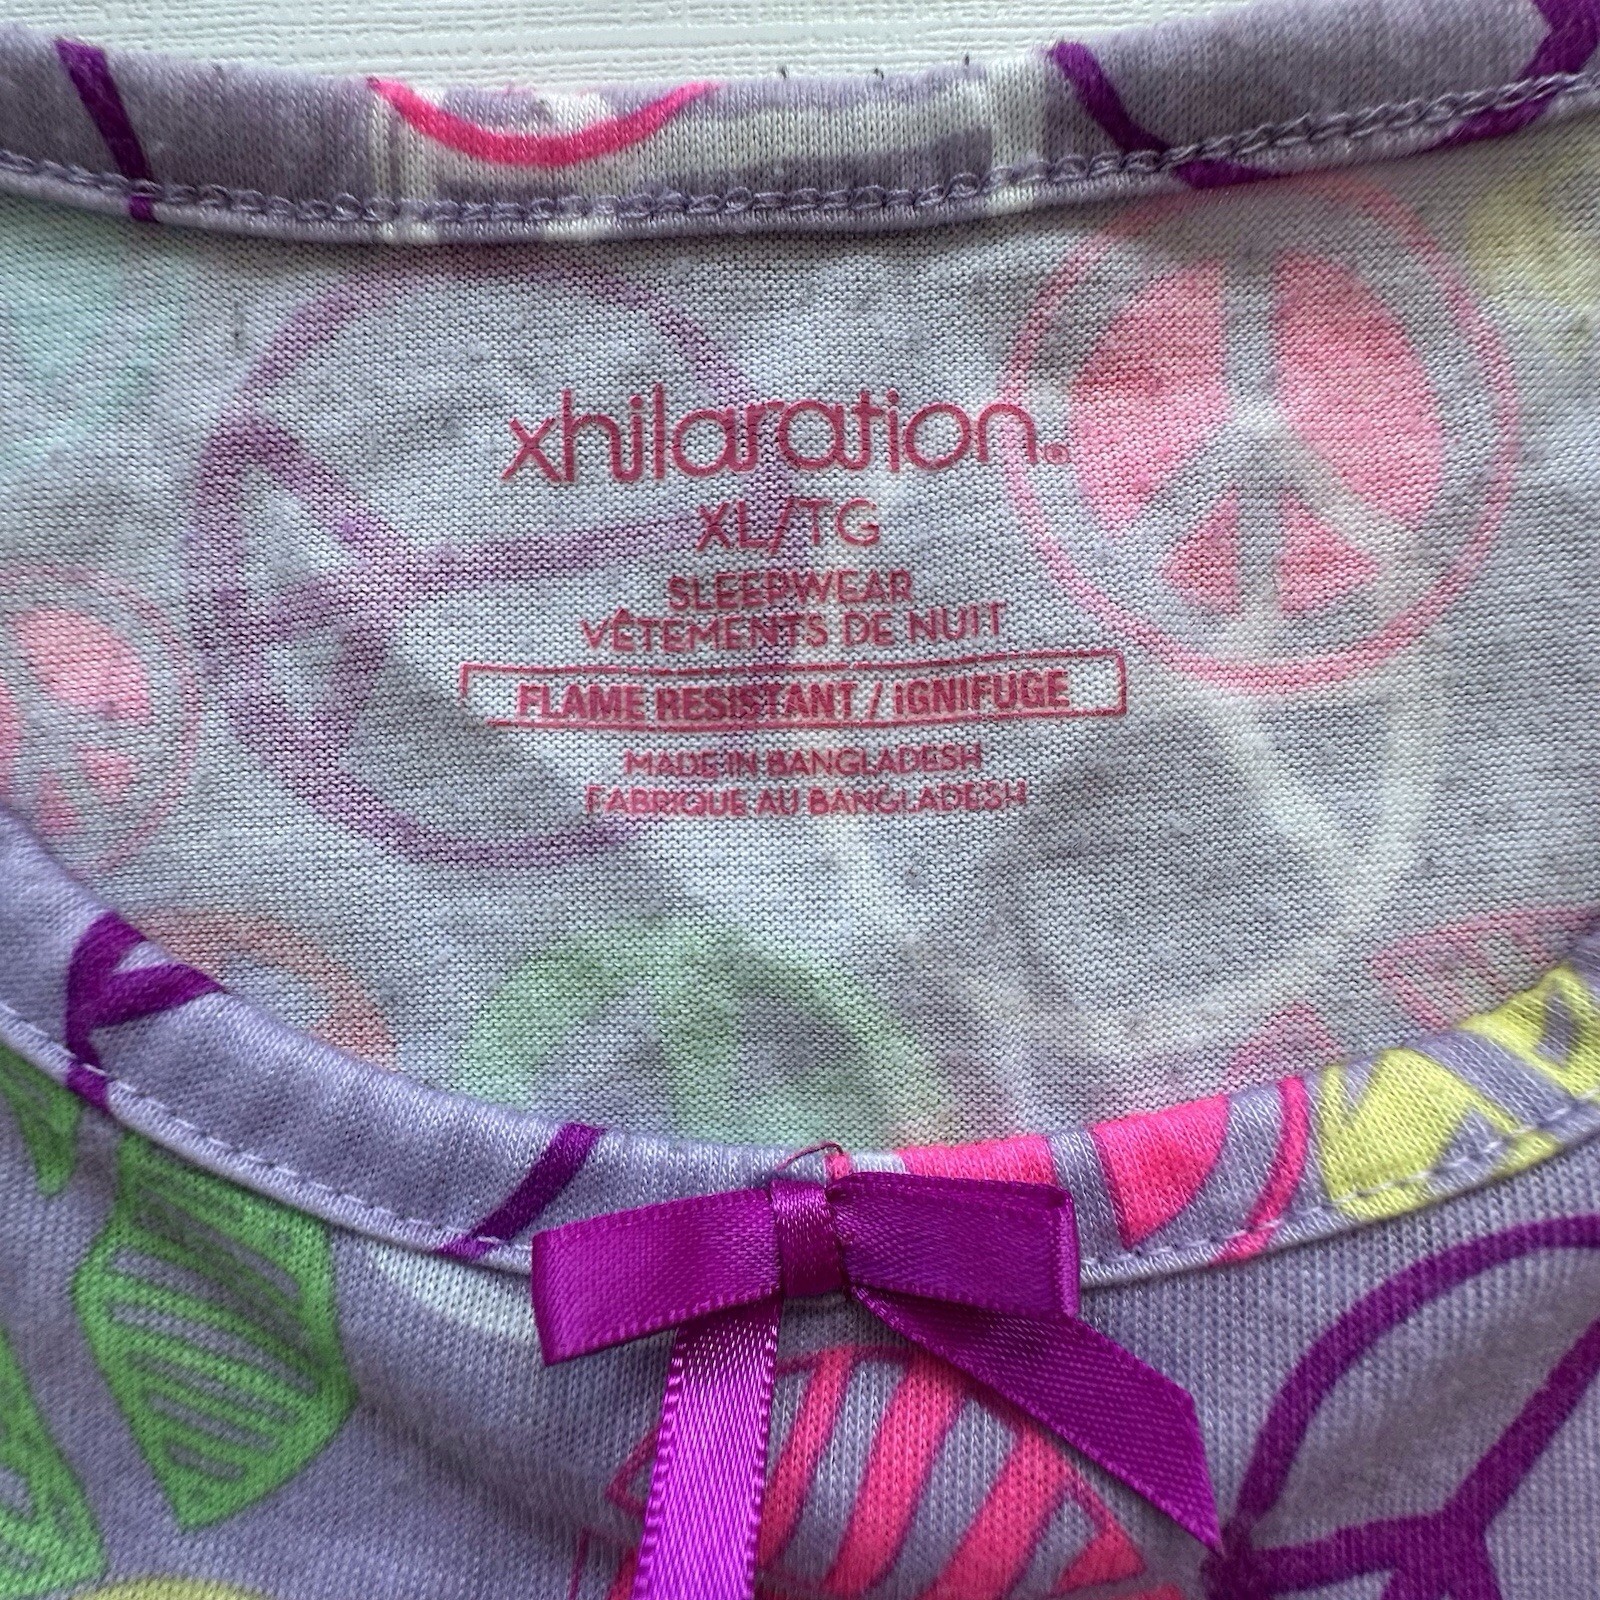 xhilaration®
XL/TG
SLEEPWEAR
VÊTEMENTS DE NUIT
FLAME RESISTANT / IGNIFUGE
MADE IN BANGLADESH
FABRIQUE AU BANGLADESH